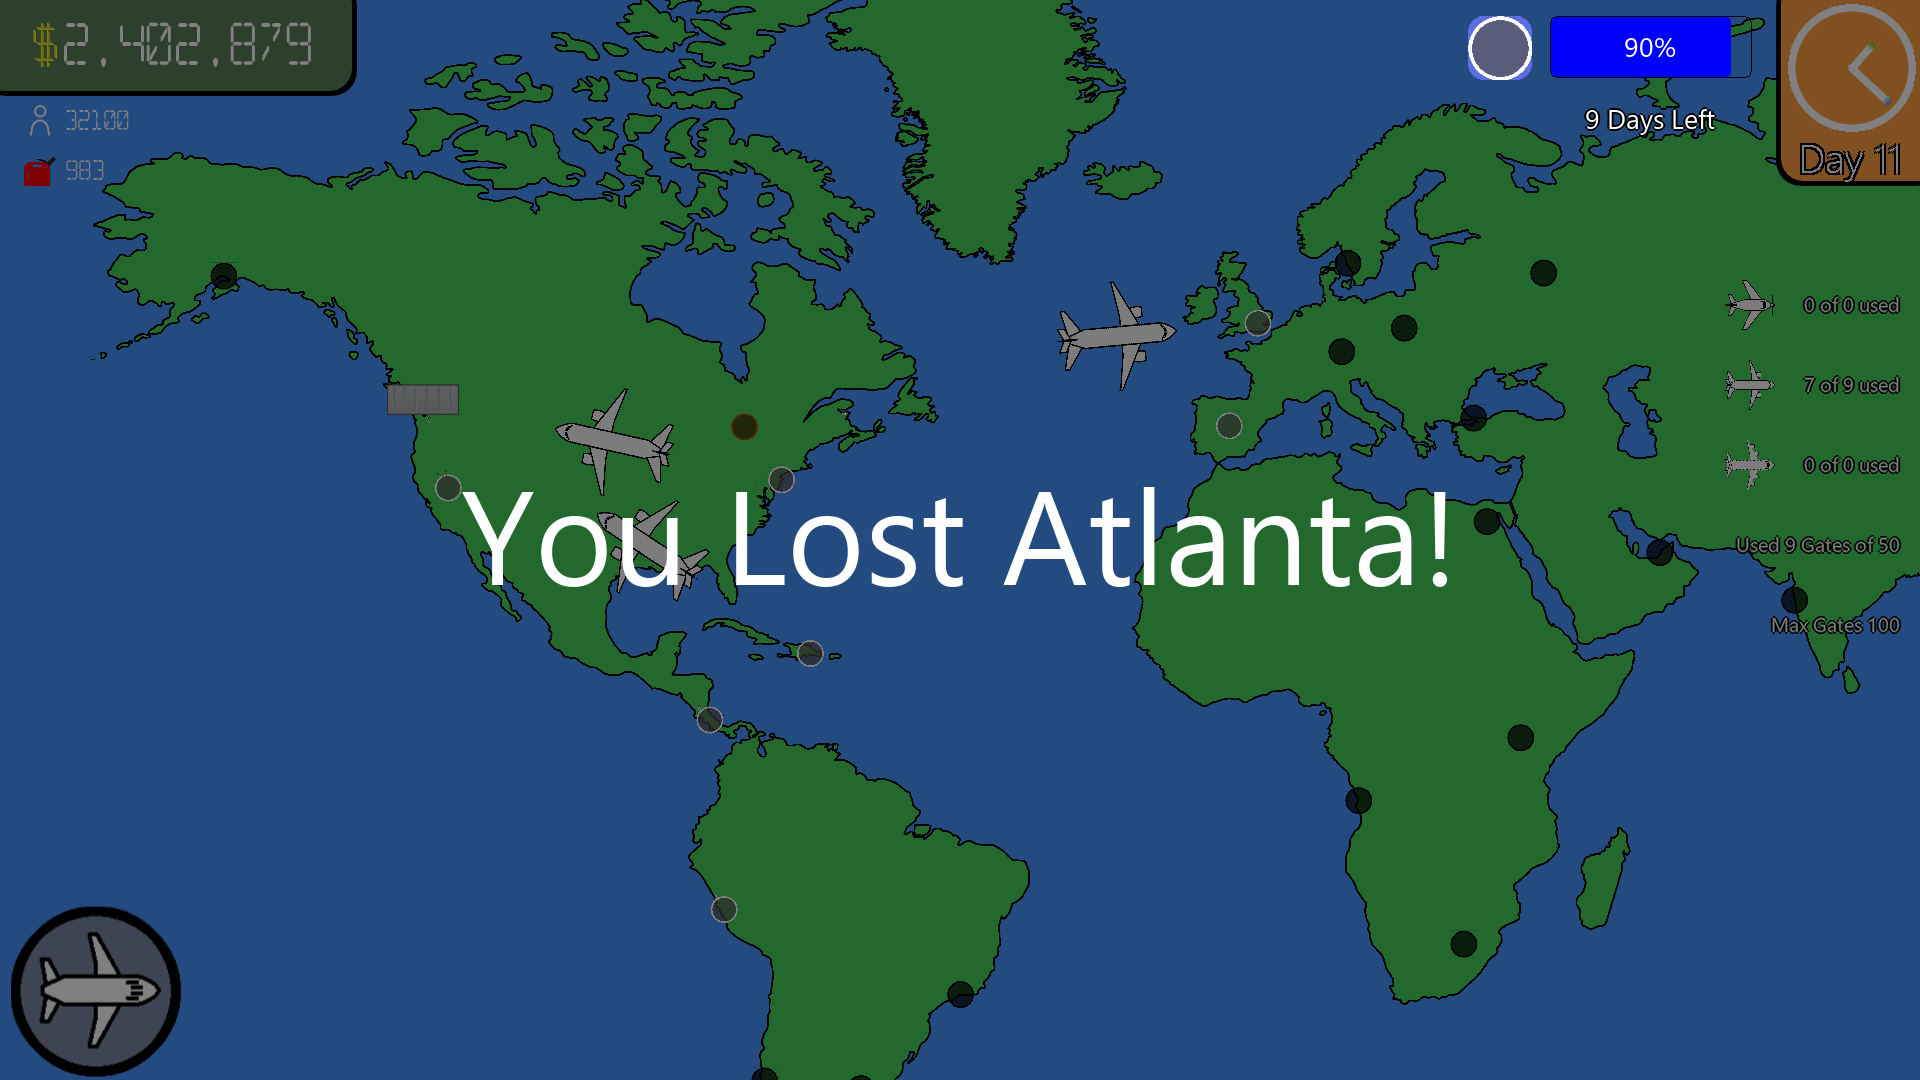 $2,402,879
90%
32100
9 Days Left
983
Day 11
0 of 0 used
7 of 9 used
0 of 0 used
You Lost Atlanta!
Used 9 Gates of 50
Max Gates 100